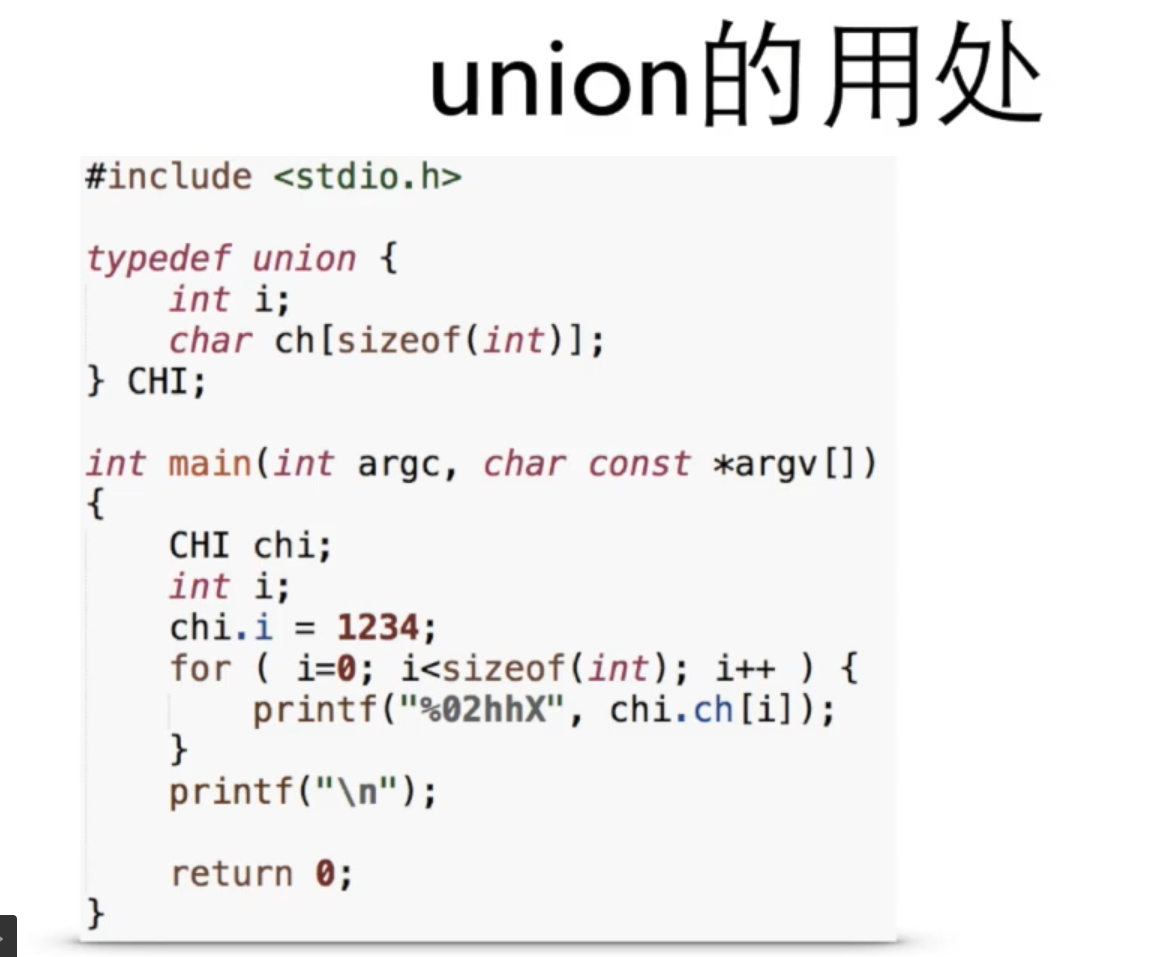 union的用处
#include <stdio.h>
typedef union {
    int i;
    char ch[sizeof(int)];
} CHI;
int main(int argc, char const *argv[])
{
    CHI chi;
    int i;
    chi.i = 1234;
    for ( i=0; i<sizeof(int); i++ ) {
        printf("%02hhX", chi.ch[i]);
    }
    printf("\n");
    return 0;
}